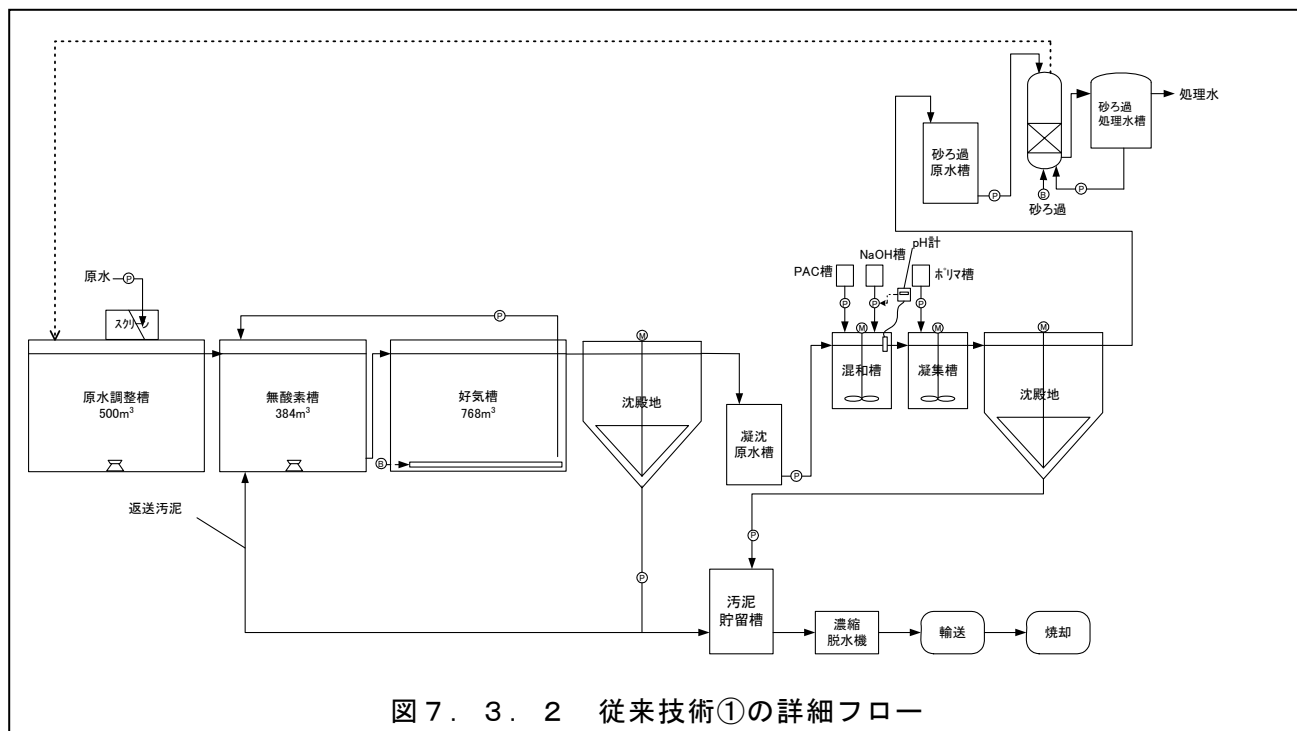 処理水
砂ろ過
処理水槽
砂ろ過
原水槽
P
P
B
砂ろ過
pH計
NaOH槽
PAC槽
ポリマ槽
原水
P
P
P
P
スクリーン
P
M
M
M
M
原水調整槽
500m³
無酸素槽
384m³
好気槽
768m³
沈殿地
混和槽
凝集槽
沈殿地
凝沈
原水槽
B
P
返送汚泥
P
P
汚泥
貯留槽
濃縮
脱水機
輸送
焼却
図7.3.2 従来技術①の詳細フロー